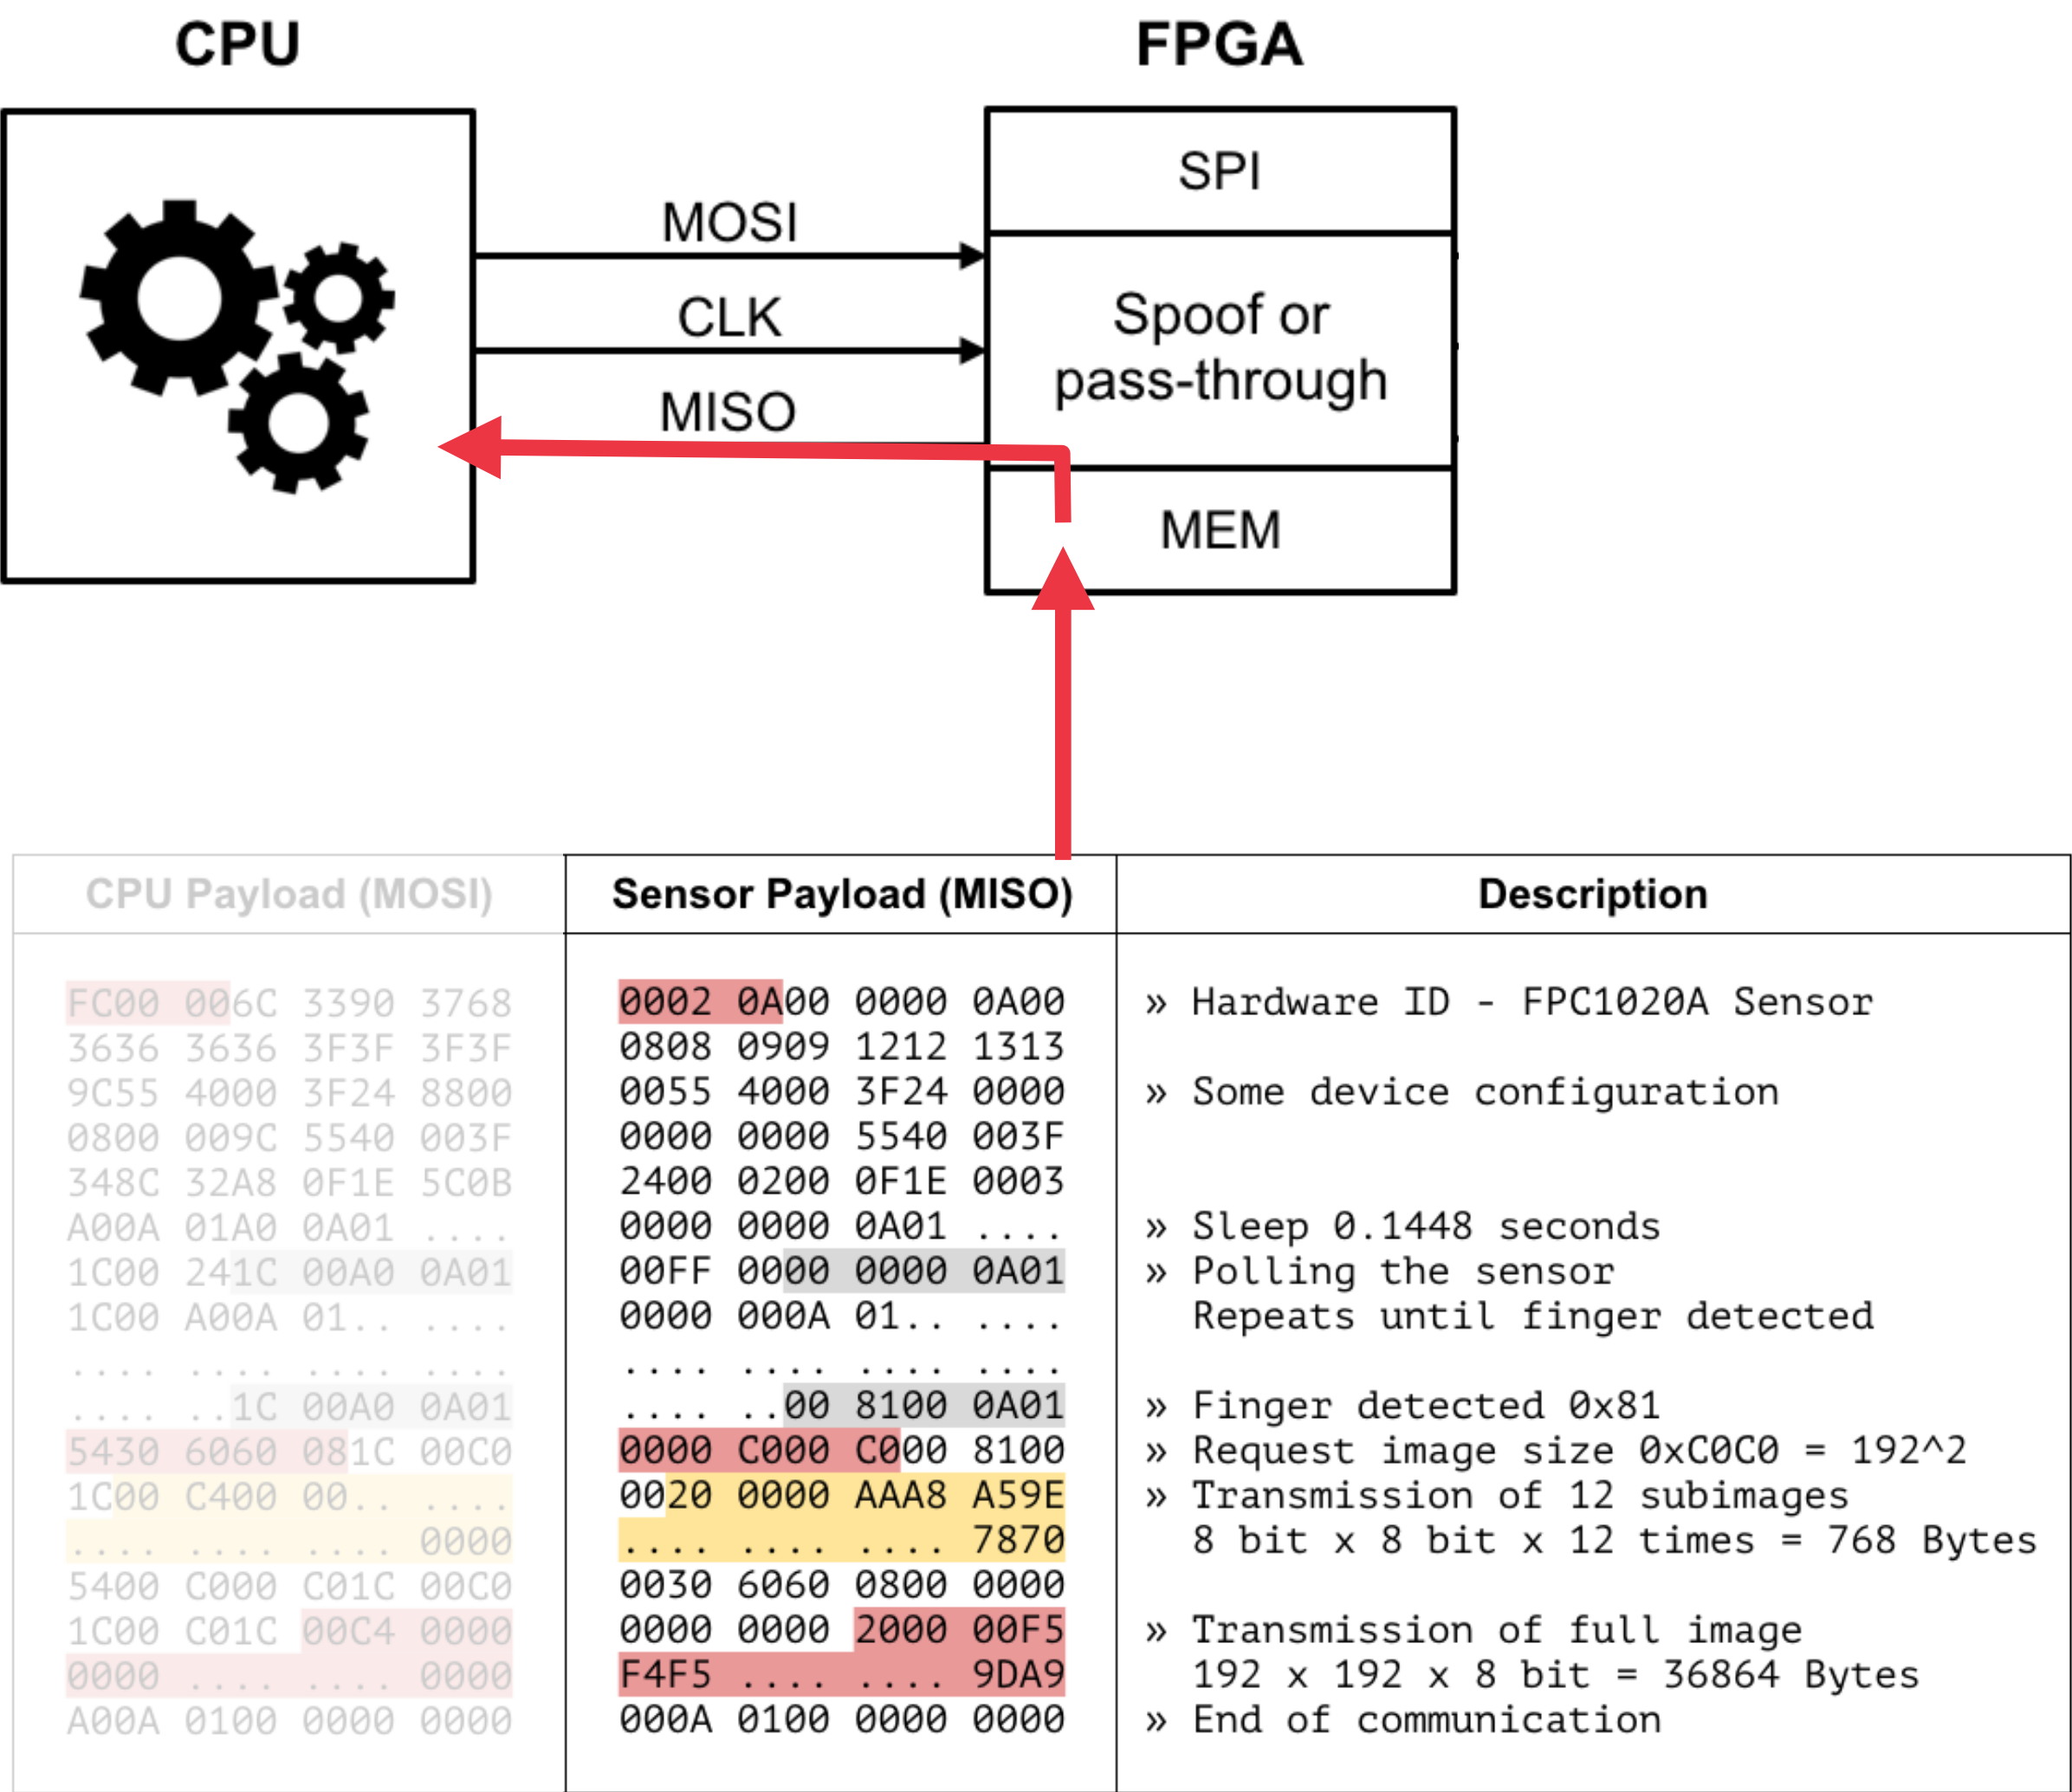 CPU
FPGA
SPI
MOSI
CLK
Spoof or
pass-through
MISO
MEM
CPU Payload (MOSI) Sensor Payload (MISO) Description
FC00 006C 3390 3768 0002 0A00 0000 0A00 » Hardware ID - FPC1020A Sensor
3636 3636 3F3F 3F3F 0808 0909 1212 1313
9C55 4000 3F24 8800 0055 4000 3F24 0000 » Some device configuration
0800 009C 5540 003F 0000 0000 5540 003F
348C 32A8 0F1E 5C0B 2400 0200 0F1E 0003
A00A 01A0 0A01 .... 0000 0000 0A01 .... » Sleep 0.1448 seconds
1C00 241C 00A0 0A01 00FF 0000 0000 0A01 » Polling the sensor
1C00 A00A 01.. .... 0000 000A 01.. .... Repeats until finger detected
.... .... .... .... .... .... .... ....
.... ..1C 00A0 0A01 .... ..00 8100 0A01 » Finger detected 0x81
5430 6060 081C 00C0 0000 C000 C000 8100 » Request image size 0xC0C0 = 192^2
1C00 C400 00.. .... 0020 0000 AAA8 A59E » Transmission of 12 subimages
.... .... .... 0000 .... .... .... 7870 8 bit x 8 bit x 12 times = 768 Bytes
5400 C000 C01C 00C0 0030 6060 0800 0000
1C00 C01C 00C4 0000 0000 0000 2000 00F5 » Transmission of full image
0000 .... .... 0000 F4F5 .... .... 9DA9 192 x 192 x 8 bit = 36864 Bytes
A00A 0100 0000 0000 000A 0100 0000 0000 » End of communication